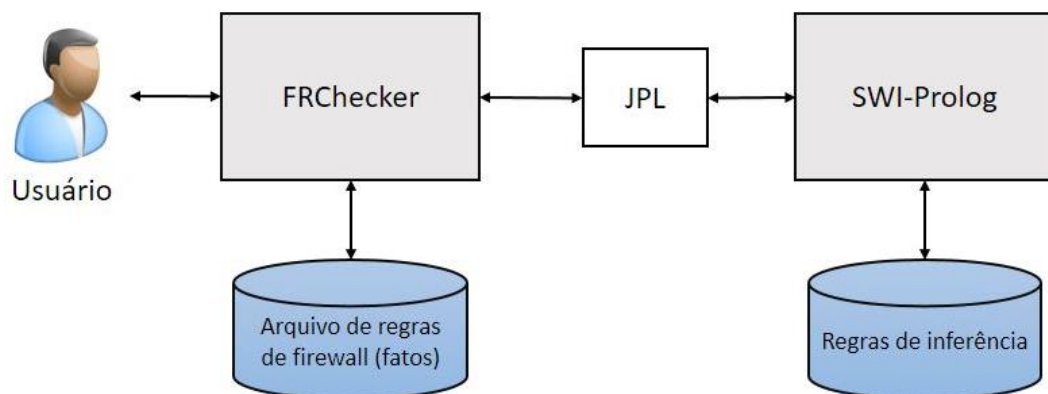 FRChecker
JPL
SWI-Prolog
Usuário
Arquivo de regras
de firewall (fatos)
Regras de inferência